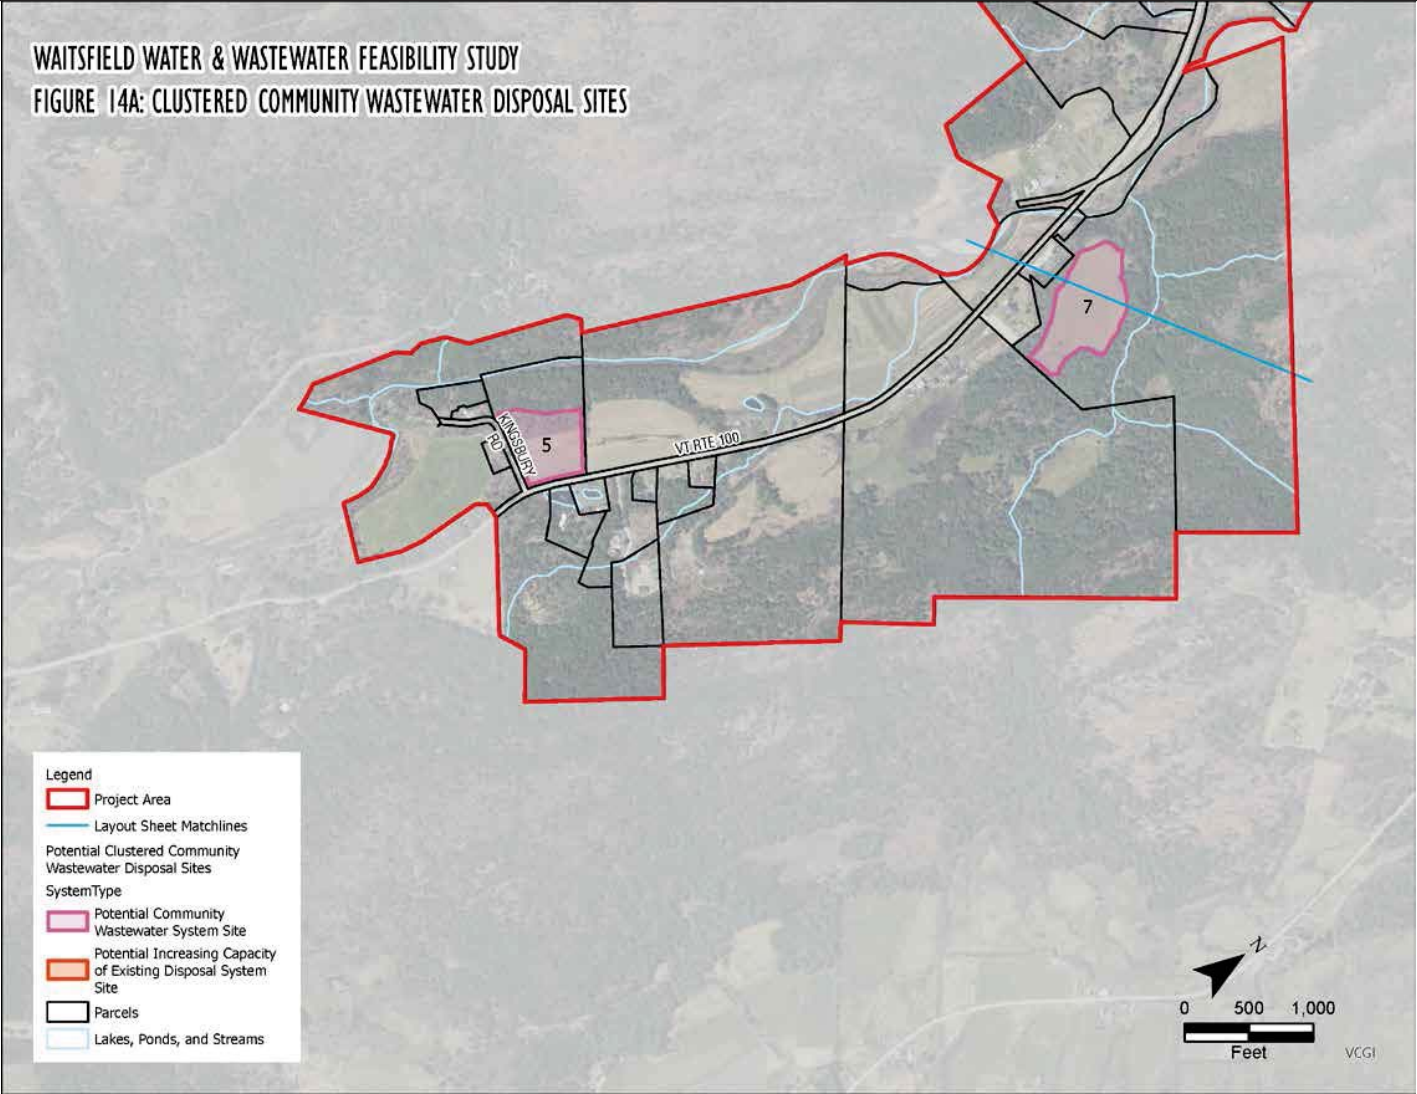 WAITSFIELD WATER & WASTEWATER FEASIBILITY STUDY
FIGURE 14A: CLUSTERED COMMUNITY WASTEWATER DISPOSAL SITES
7
5
KINGSBURY
RD
VT RTE 100
Legend
Project Area
Layout Sheet Matchlines
Potential Clustered Community
Wastewater Disposal Sites
SystemType
Potential Community
Wastewater System Site
Potential Increasing Capacity
of Existing Disposal System
Site
Parcels
Lakes, Ponds, and Streams
N
0 500 1,000
Feet
VCGI